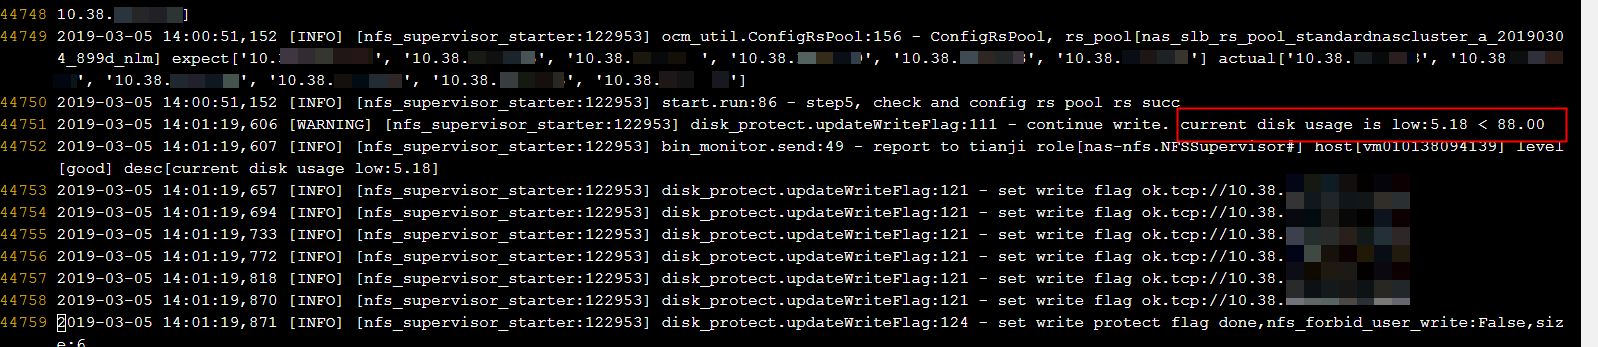 44748 10.38.           ]
44749 2019-03-05 14:00:51,152 [INFO] [nfs_supervisor_starter:122953] ocm_util.ConfigRsPool:156 - ConfigRsPool, rs_pool[nas_slb_rs_pool_standardnascluster_a_2019030
4_899d_nlm] expect['10.         ', '10.38.         ', '10.38.         ', '10.38.         ', '10.38.         ', '10.38.         '] actual['10.38.         ', '10.38
', '10.38.         ', '10.38.         ', '10.38.         ', '10.38.         ']
44750 2019-03-05 14:00:51,152 [INFO] [nfs_supervisor_starter:122953] start.run:86 - step5, check and config rs pool rs succ
44751 2019-03-05 14:01:19,606 [WARNING] [nfs_supervisor_starter:122953] disk_protect.updateWriteFlag:111 - continue write. current disk usage is low:5.18 < 88.00
44752 2019-03-05 14:01:19,607 [INFO] [nfs_supervisor_starter:122953] bin_monitor.send:49 - report to tianji role[nas-nfs.NFSSupervisor#] host[vm010138094139] level
[good] desc[current disk usage low:5.18]
44753 2019-03-05 14:01:19,657 [INFO] [nfs_supervisor_starter:122953] disk_protect.updateWriteFlag:121 - set write flag ok.tcp://10.38.
44754 2019-03-05 14:01:19,694 [INFO] [nfs_supervisor_starter:122953] disk_protect.updateWriteFlag:121 - set write flag ok.tcp://10.38.
44755 2019-03-05 14:01:19,733 [INFO] [nfs_supervisor_starter:122953] disk_protect.updateWriteFlag:121 - set write flag ok.tcp://10.38.
44756 2019-03-05 14:01:19,772 [INFO] [nfs_supervisor_starter:122953] disk_protect.updateWriteFlag:121 - set write flag ok.tcp://10.38.
44757 2019-03-05 14:01:19,818 [INFO] [nfs_supervisor_starter:122953] disk_protect.updateWriteFlag:121 - set write flag ok.tcp://10.38.
44758 2019-03-05 14:01:19,870 [INFO] [nfs_supervisor_starter:122953] disk_protect.updateWriteFlag:121 - set write flag ok.tcp://10.38.
44759 2019-03-05 14:01:19,871 [INFO] [nfs_supervisor_starter:122953] disk_protect.updateWriteFlag:124 - set write protect flag done,nfs_forbid_user_write:False,siz
e:6